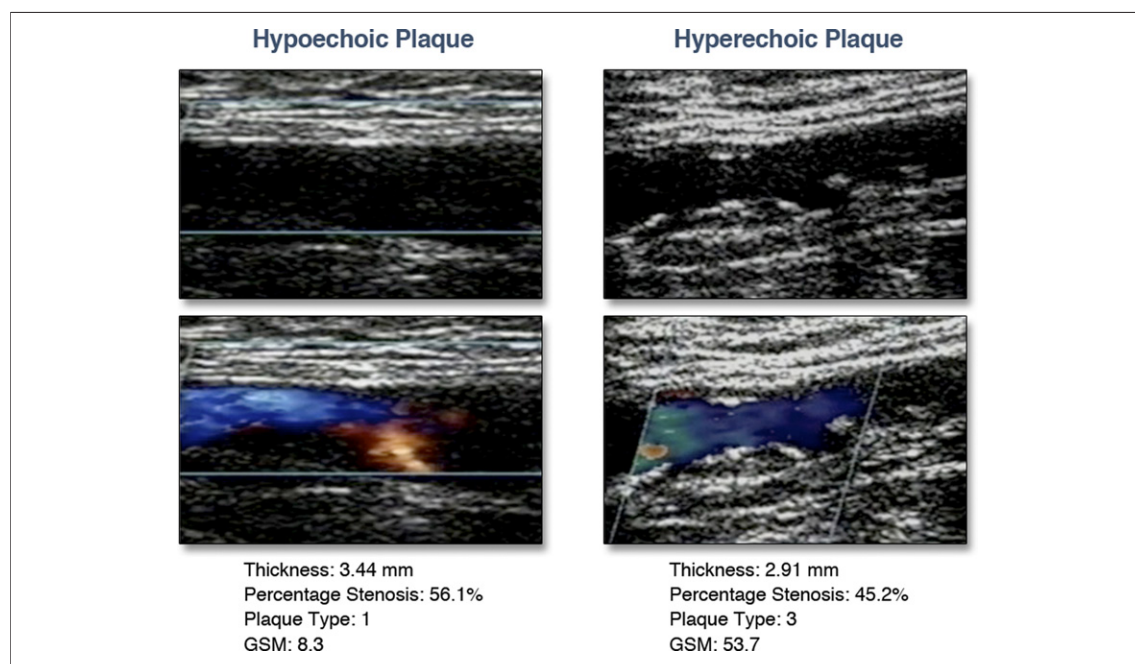 Hypoechoic Plaque
Hyperechoic Plaque
Thickness: 3.44 mm
Percentage Stenosis: 56.1%
Plaque Type: 1
GSM: 8.3
Thickness: 2.91 mm
Percentage Stenosis: 45.2%
Plaque Type: 3
GSM: 53.7